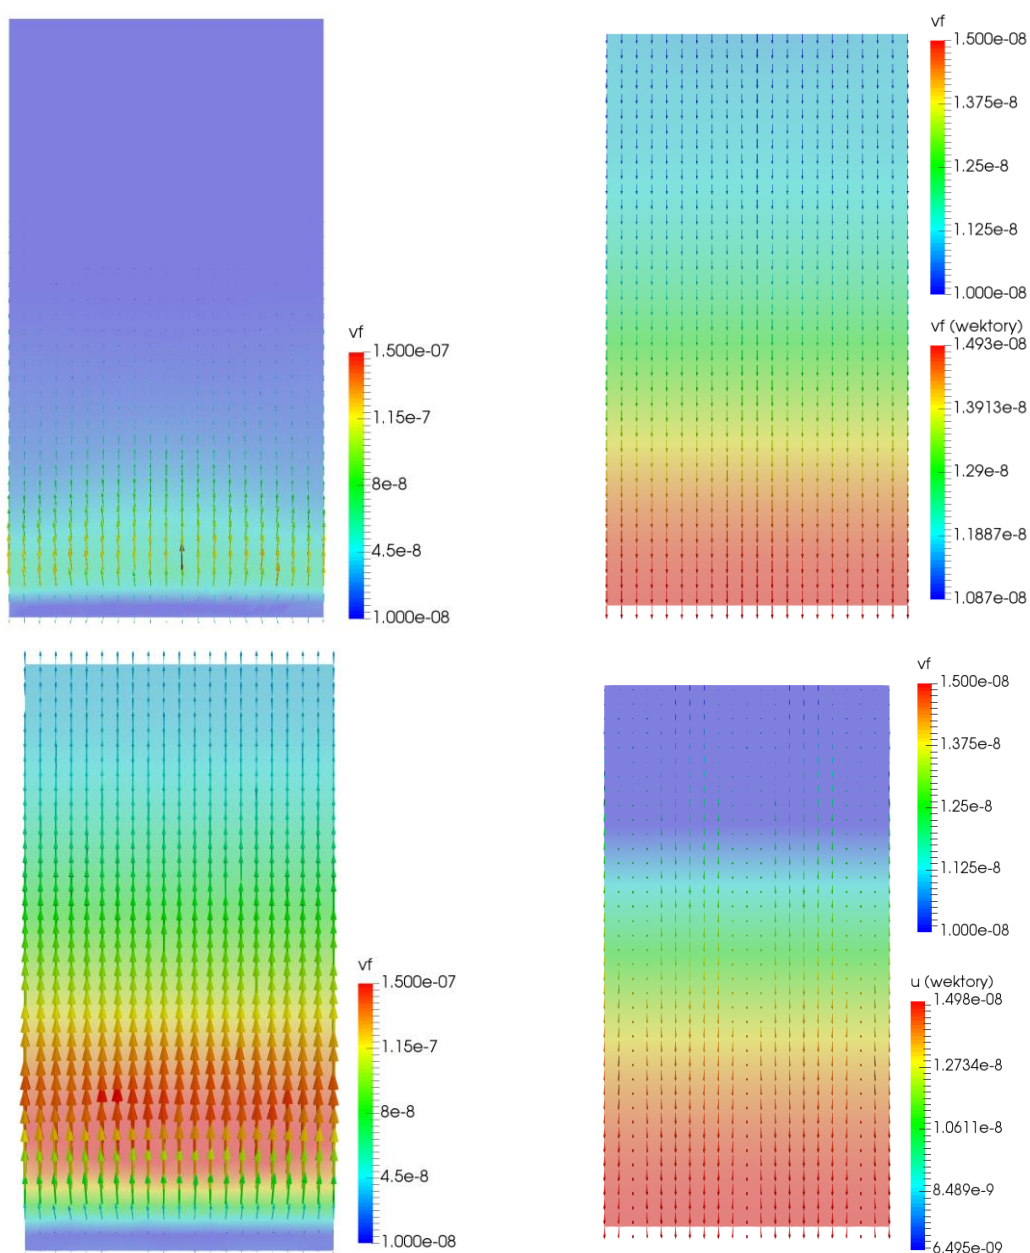 vf
1.500e-07
1.15e-7
8e-8
4.5e-8
1.000e-08
vf
1.500e-08
1.375e-8
1.25e-8
1.125e-8
1.000e-08
vf (wektory)
1.493e-08
1.3913e-8
1.29e-8
1.1887e-8
1.087e-08
vf
1.500e-07
1.15e-7
8e-8
4.5e-8
1.000e-08
vf
1.500e-08
1.375e-8
1.25e-8
1.125e-8
1.000e-08
u (wektory)
1.498e-08
1.2734e-8
1.0611e-8
8.489e-9
6.495e-09